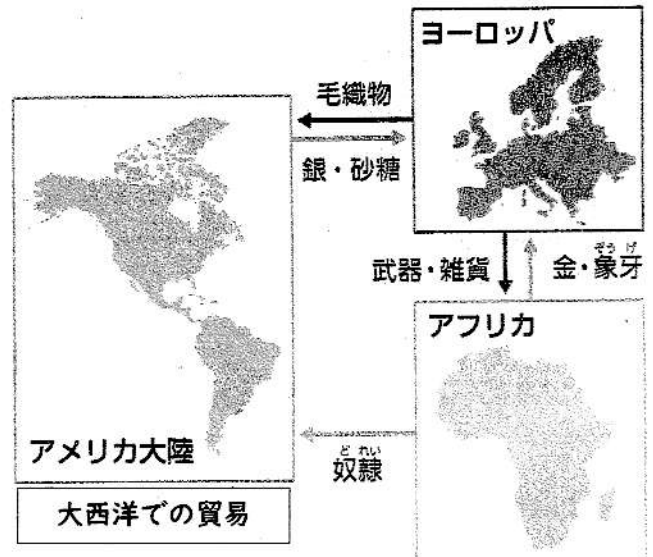 ヨーロッパ
毛織物
銀・砂糖
武器・雑貨
金・象牙
ぞうげ
アフリカ
アメリカ大陸
奴隷
どれい
大西洋での貿易